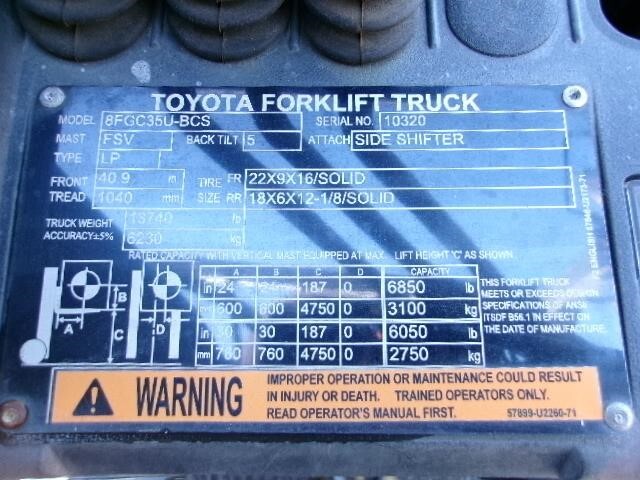 TOYOTA FORKLIFT TRUCK
MODEL 8FGC35U-BCS SERIAL NO. 10320
MAST FSV BACK TILT 5 ATTACH SIDE SHIFTER
TYPE LP
FRONT TREAD 40.9 in TIRE SIZE FR 22X9X16/SOLID
1040 mm RR 18X6X12-1/8/SOLID
TRUCK WEIGHT 13740 lb
ACCURACY±5% 6230 kg
RATED CAPACITY WITH VERTICAL MAST EQUIPPED AT MAX. LIFT HEIGHT "C" AS SHOWN
A B C D CAPACITY
in 24 24 187 0 6850 lb
mm 600 600 4750 0 3100 kg
in 30 30 187 0 6050 lb
mm 760 760 4750 0 2750 kg
A B C D
THIS FORKLIFT TRUCK
MEETS OR EXCEEDS DESIGN
SPECIFICATIONS OF ANSI
ITSDF B56.1 IN EFFECT ON
THE DATE OF MANUFACTURE.
ENGLISH 57846-U3173-71
WARNING
IMPROPER OPERATION OR MAINTENANCE COULD RESULT
IN INJURY OR DEATH. TRAINED OPERATORS ONLY.
READ OPERATOR'S MANUAL FIRST. 57899-U2260-71